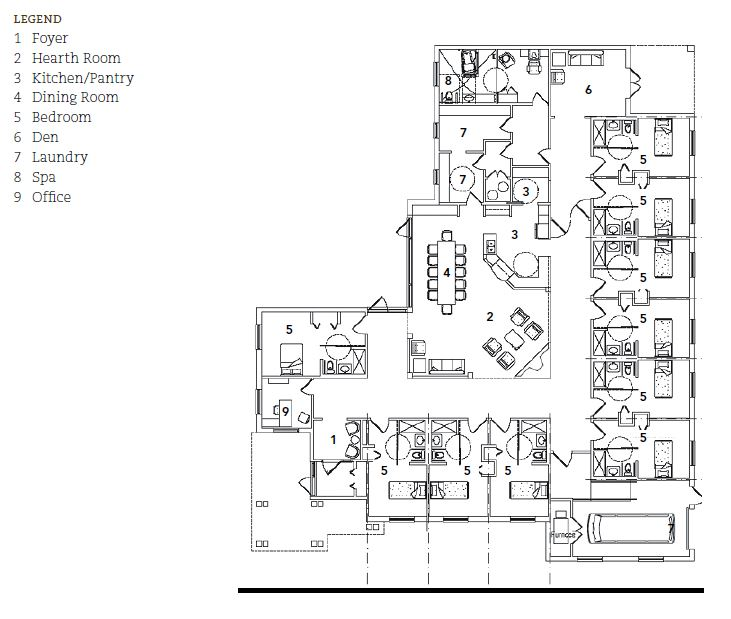 LEGEND
1 Foyer
2 Hearth Room
3 Kitchen/Pantry
4 Dining Room
5 Bedroom
6 Den
7 Laundry
8 Spa
9 Office
8
6
7
5
7
3
5
3
4
5
2
5
5
5
9
1
5
5
5
5
7
Furnace